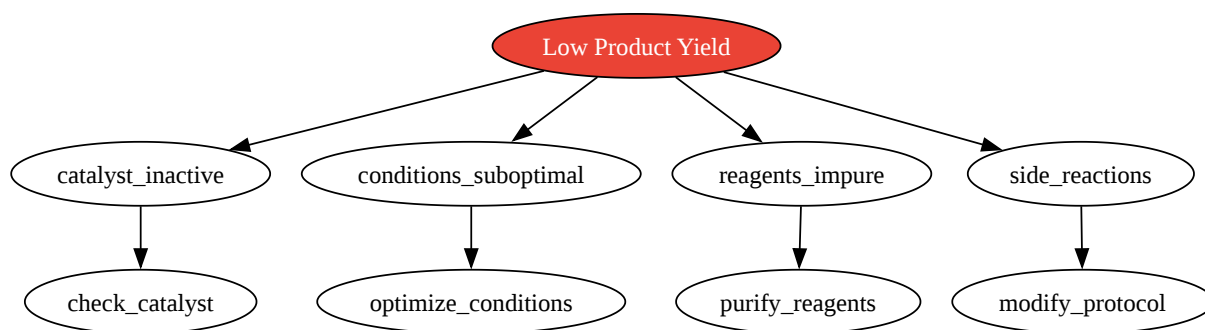 Low Product Yield
catalyst_inactive
conditions_suboptimal
reagents_impure
side_reactions
check_catalyst
optimize_conditions
purify_reagents
modify_protocol